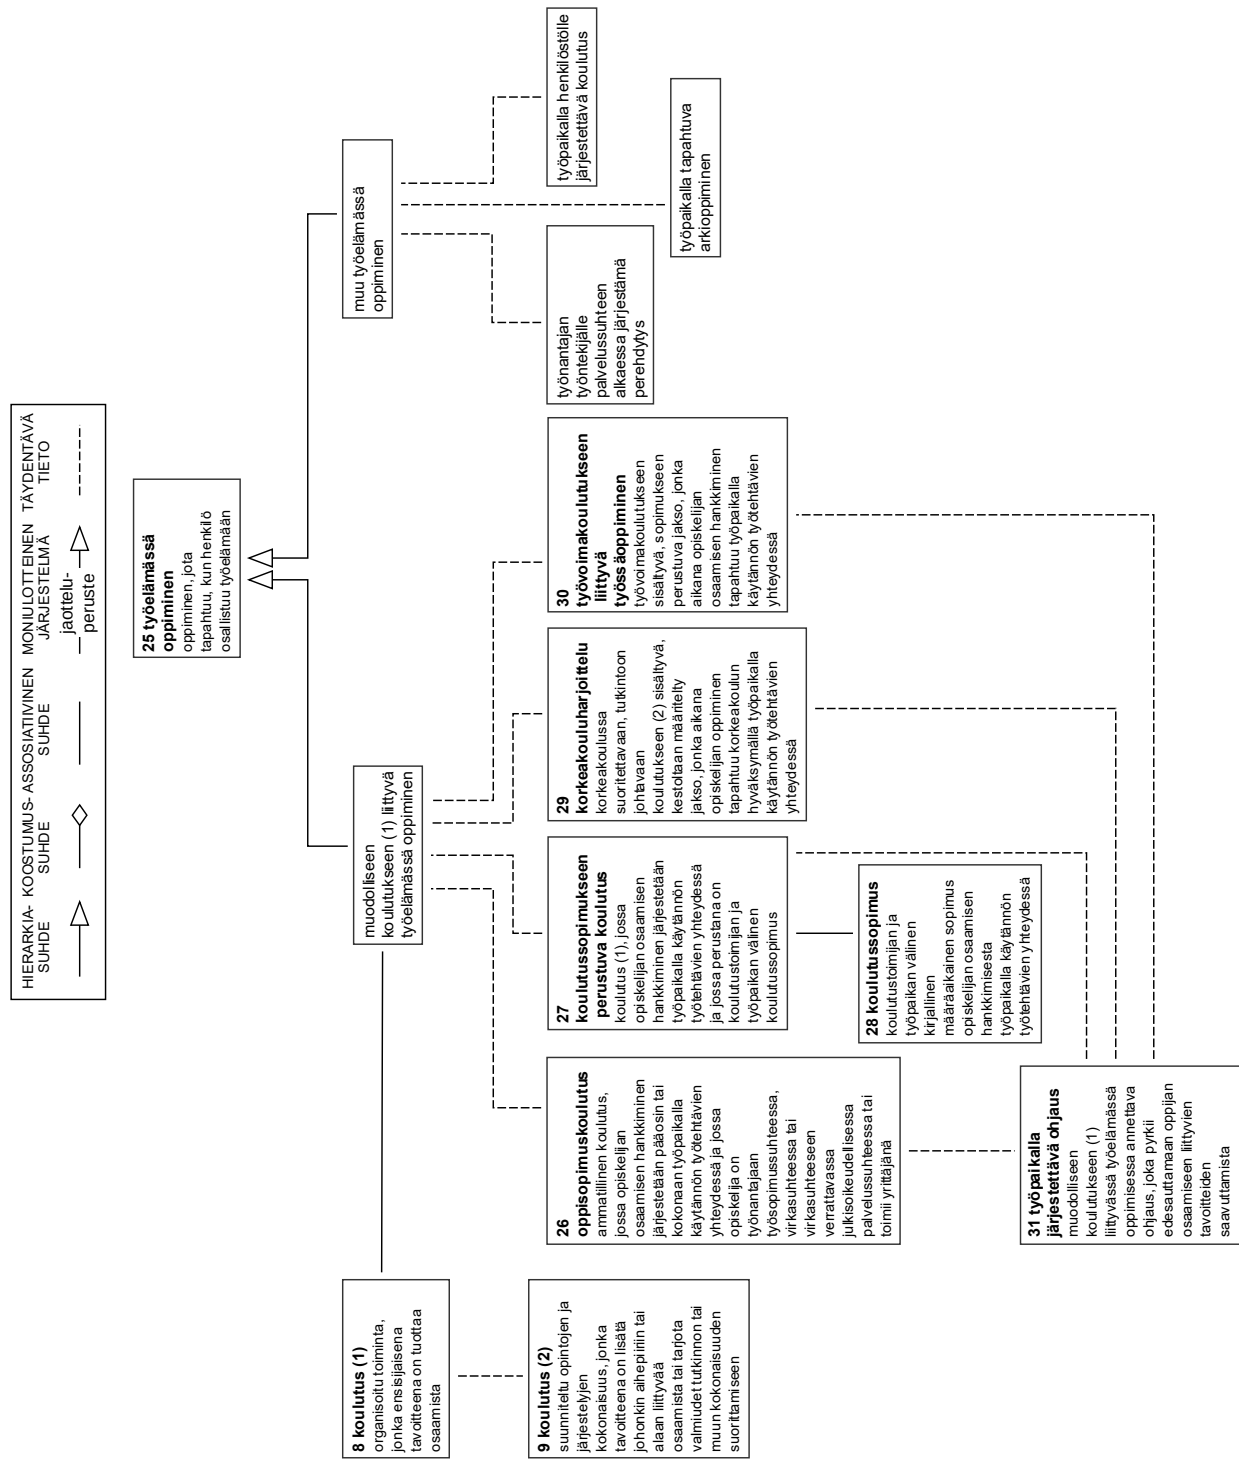 HIERARKIA- KOOSTUMUS- ASSOSIATIIVINEN MONIULOTTEINEN TÄYDENTÄVÄ
SUHDE SUHDE SUHDE JÄRJESTELMÄ TIETO
jaottelu-
peruste
25 työelämässä
oppiminen
oppiminen, jota
tapahtuu, kun henkilö
osallistuu työelämään
muodolliseen
koulutukseen (1) liittyvä
työelämässä oppiminen
muu työelämässä
oppiminen
8 koulutus (1)
organisoitu toiminta,
jonka ensisijaisena
tavoitteena on tuottaa
osaamista
9 koulutus (2)
suunniteltu opintojen ja
järjestelyjen
kokonaisuus, jonka
tavoitteena on lisätä
johonkin aihepiiriin tai
alaan liittyvää
osaamista tai tarjota
valmiudet tutkinnon tai
muun kokonaisuuden
suorittamiseen
26
oppisopimuskoulutus
ammatillinen koulutus,
jossa opiskelijan
osaamisen hankkiminen
järjestetään pääosin tai
kokonaan työpaikalla
käytännön työtehtävien
yhteydessä ja jossa
opiskelija on
työnantajaan
työsopimussuhteessa,
virkasuhteessa tai
virkasuhteeseen
verrattavassa
julkisoikeudellisessa
palvelussuhteessa tai
toimii yrittäjänä
27
koulutussopimukseen
perustuva koulutus
koulutus (1), jossa
opiskelijan osaamisen
hankkiminen järjestetään
työpaikalla käytännön
työtehtävien yhteydessä
ja jossa perustana on
koulutustoimijan ja
työpaikan välinen
koulutussopimus
29
korkeakouluharjoittelu
korkeakoulussa
suoritettavaan, tutkintoon
johtavaan
koulutukseen (2) sisältyvä,
kestoltaan määritelty
jakso, jonka aikana
opiskelijan oppiminen
tapahtuu korkeakoulun
hyväksymällä työpaikalla
käytännön työtehtävien
yhteydessä
30
työvoimakoulutukseen
liittyvä
työssäoppiminen
työvoimakoulutukseen
sisältyvä, sopimukseen
perustuva jakso, jonka
aikana opiskelijan
osaamisen hankkiminen
tapahtuu työpaikalla
käytännön työtehtävien
yhteydessä
työnantajan
työntekijälle
palvelussuhteen
alkaessa järjestämä
perehdytys
työpaikalla henkilöstölle
järjestettävä koulutus
työpaikalla tapahtuva
arkioppiminen
28 koulutussopimus
koulutustoimijan ja
työpaikan välinen
kirjallinen
määräaikainen sopimus
opiskelijan osaamisen
hankkimisesta
työpaikalla käytännön
työtehtävien yhteydessä
31 työpaikalla
järjestettävä ohjaus
muodolliseen
koulutukseen (1)
liittyvässä työelämässä
oppimisessa annettava
ohjaus, joka pyrkii
edesauttamaan oppijan
osaamiseen liittyvien
tavoitteiden
saavuttamista